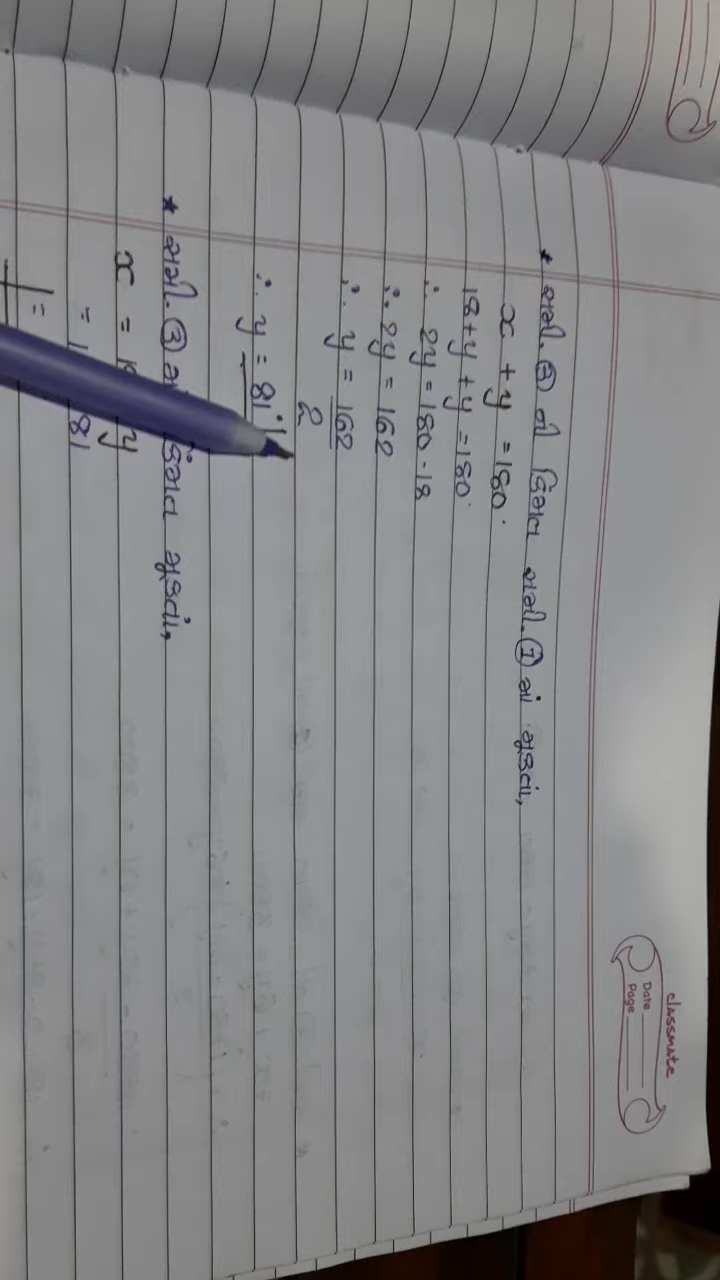 classmate
Date
Page
* સમી. ③ ની કિંમત સમી. ① માં મૂકતાં,
x + y = 180.
18 + y + y = 180.
∴ 2y = 180 - 18
∴ 2y = 162
∴ y = 162
2
∴ y = 81
* સમી. ③ કિંમત મૂકતાં,
x = y
= 81
=